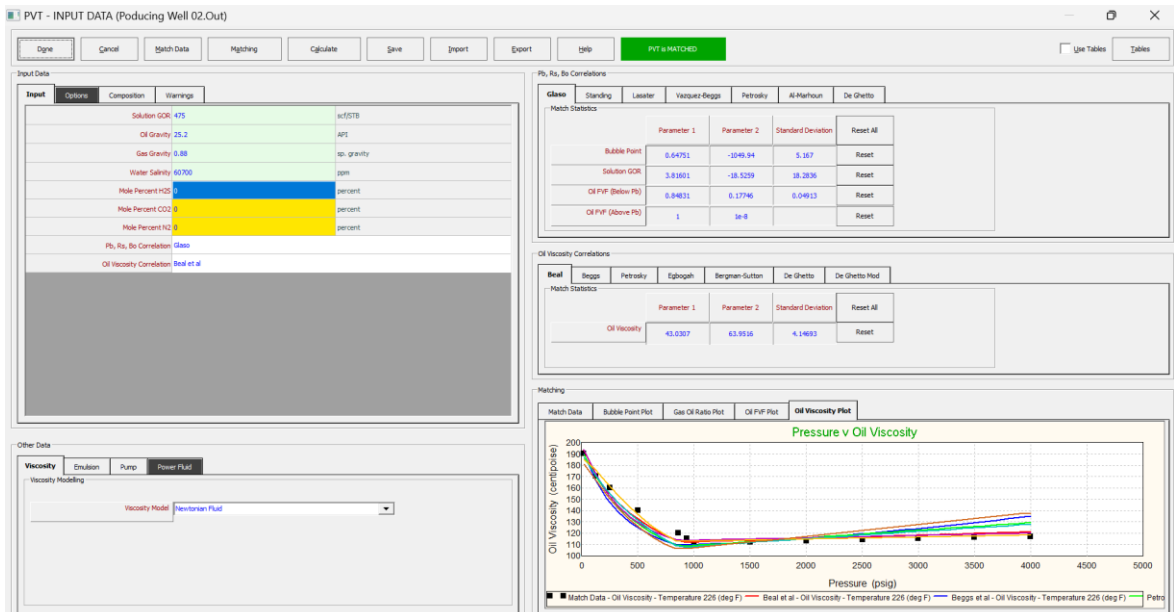 PVT - INPUT DATA (Poducing Well 02.Out)
Done Cancel Match Data Matching Calculate Save Import Export Help PVT is MATCHED Use Tables Tables
Input Data
Input Options Composition Warnings
Solution GOR 475 scf/STB
Oil Gravity 25.2 API
Gas Gravity 0.88 sp. gravity
Water Salinity 60700 ppm
Mole Percent H2S 0 percent
Mole Percent CO2 0 percent
Mole Percent N2 0 percent
Pb, Rs, Bo Correlation Glaso
Oil Viscosity Correlation Beal et al
Other Data
Viscosity Emulsion Pump Power Fluid
Viscosity Modelling
Viscosity Model Newtonian Fluid
Pb, Rs, Bo Correlations
Glaso Standing Lasater Vazquez-Beggs Petrosky Al-Marhoun De Ghetto
Match Statistics
Parameter 1 Parameter 2 Standard Deviation Reset All
Bubble Point 0.64751 -1049.94 5.167 Reset
Solution GOR 3.81601 -18.5259 18.2836 Reset
Oil FVF (Below Pb) 0.84831 0.17746 0.04913 Reset
Oil FVF (Above Pb) 1 1e-8 Reset
Oil Viscosity Correlations
Beal Beggs Petrosky Egbogah Bergman-Sutton De Ghetto De Ghetto Mod
Match Statistics
Parameter 1 Parameter 2 Standard Deviation Reset All
Oil Viscosity 43.0307 63.9516 4.14693 Reset
Matching
Match Data Bubble Point Plot Gas Oil Ratio Plot Oil FVF Plot Oil Viscosity Plot
Pressure v Oil Viscosity
Oil Viscosity (centipoise)
200
190
180
170
160
150
140
130
120
110
100
0 500 1000 1500 2000 2500 3000 3500 4000 4500 5000
Pressure (psig)
Match Data - Oil Viscosity - Temperature 226 (deg F) Beal et al - Oil Viscosity - Temperature 226 (deg F) Beggs et al - Oil Viscosity - Temperature 226 (deg F) Petro